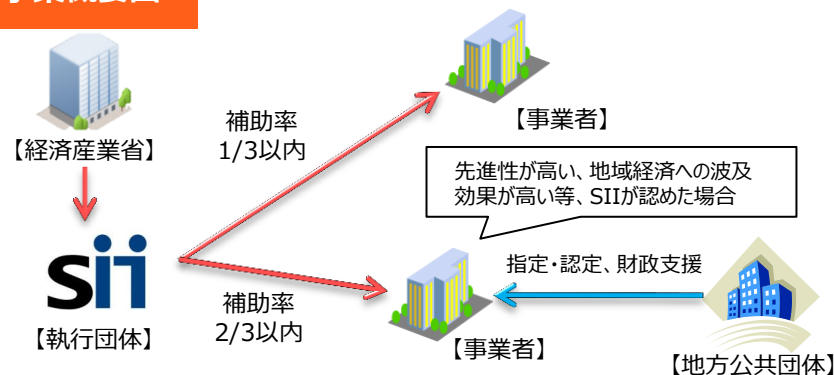 事業概要図
【経済産業省】
補助率
1/3以内
【事業者】
先進性が高い、地域経済への波及
効果が高い等、SIIが認めた場合
sii
【執行団体】
補助率
2/3以内
【事業者】
指定・認定、財政支援
【地方公共団体】